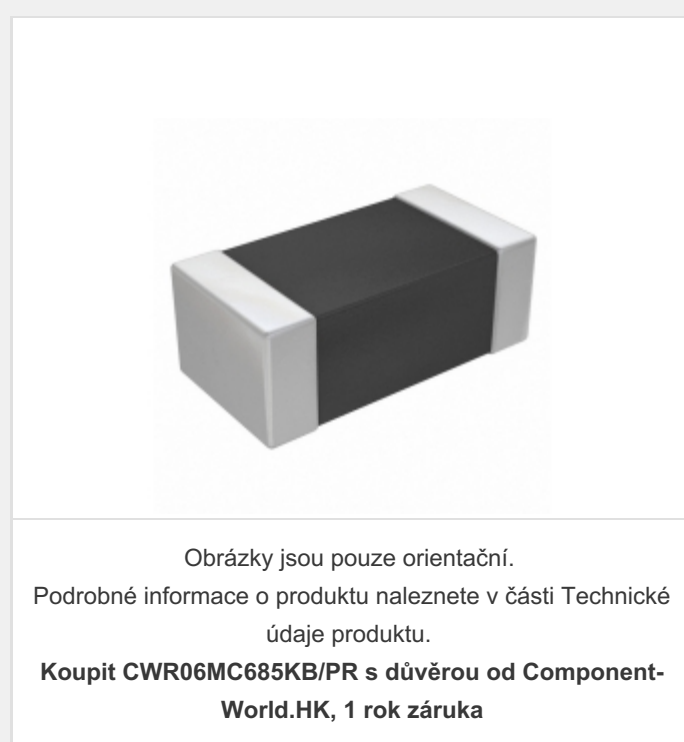 Obrázky jsou pouze orientační.
Podrobné informace o produktu naleznete v části Technické
údaje produktu.
Koupit CWR06MC685KB/PR s důvěrou od Component-
World.HK, 1 rok záruka